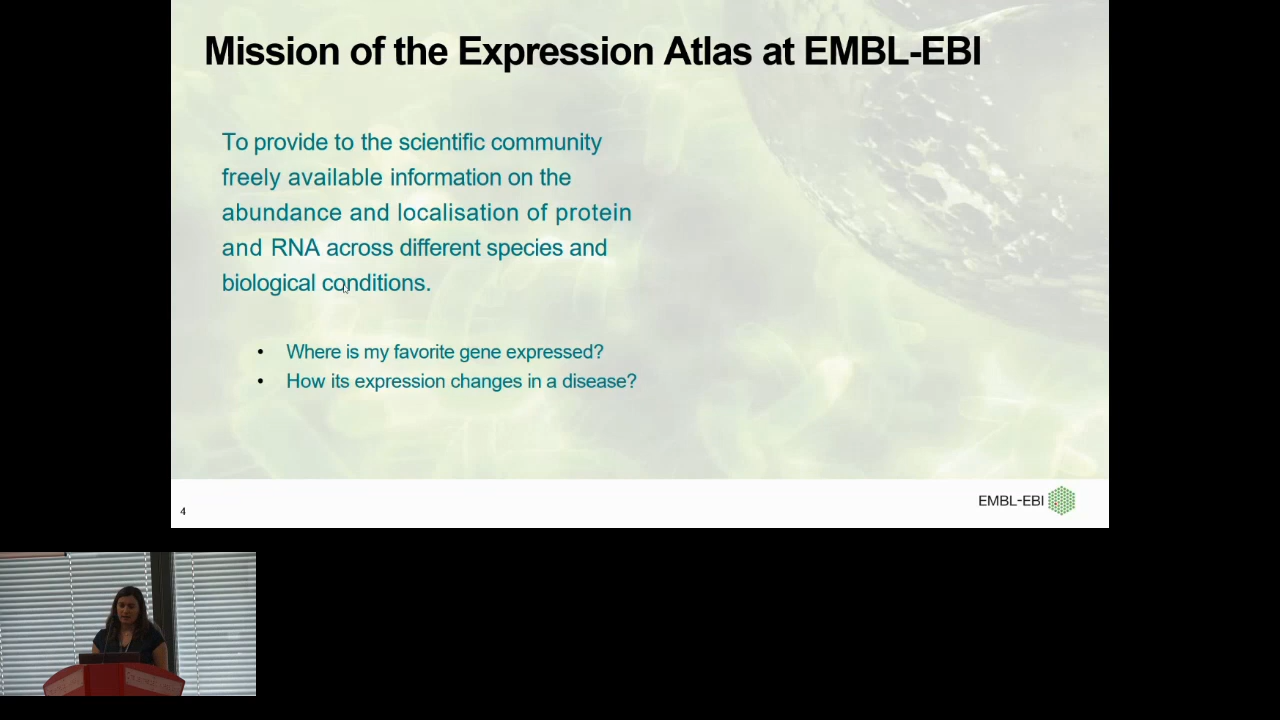 Mission of the Expression Atlas at EMBL-EBI
To provide to the scientific community
freely available information on the
abundance and localisation of protein
and RNA across different species and
biological conditions.
• Where is my favorite gene expressed?
• How its expression changes in a disease?
4
EMBL-EBI